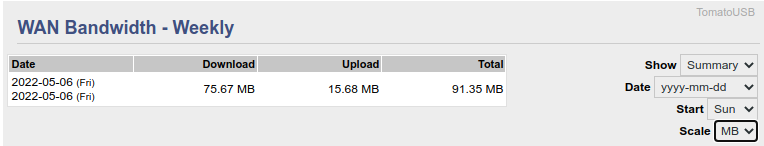 TomatoUSB
WAN Bandwidth - Weekly
Date Download Upload Total
2022-05-06 (Fri)
2022-05-06 (Fri)
75.67 MB 15.68 MB 91.35 MB
Show Summary
Date yyyy-mm-dd
Start Sun
Scale MB